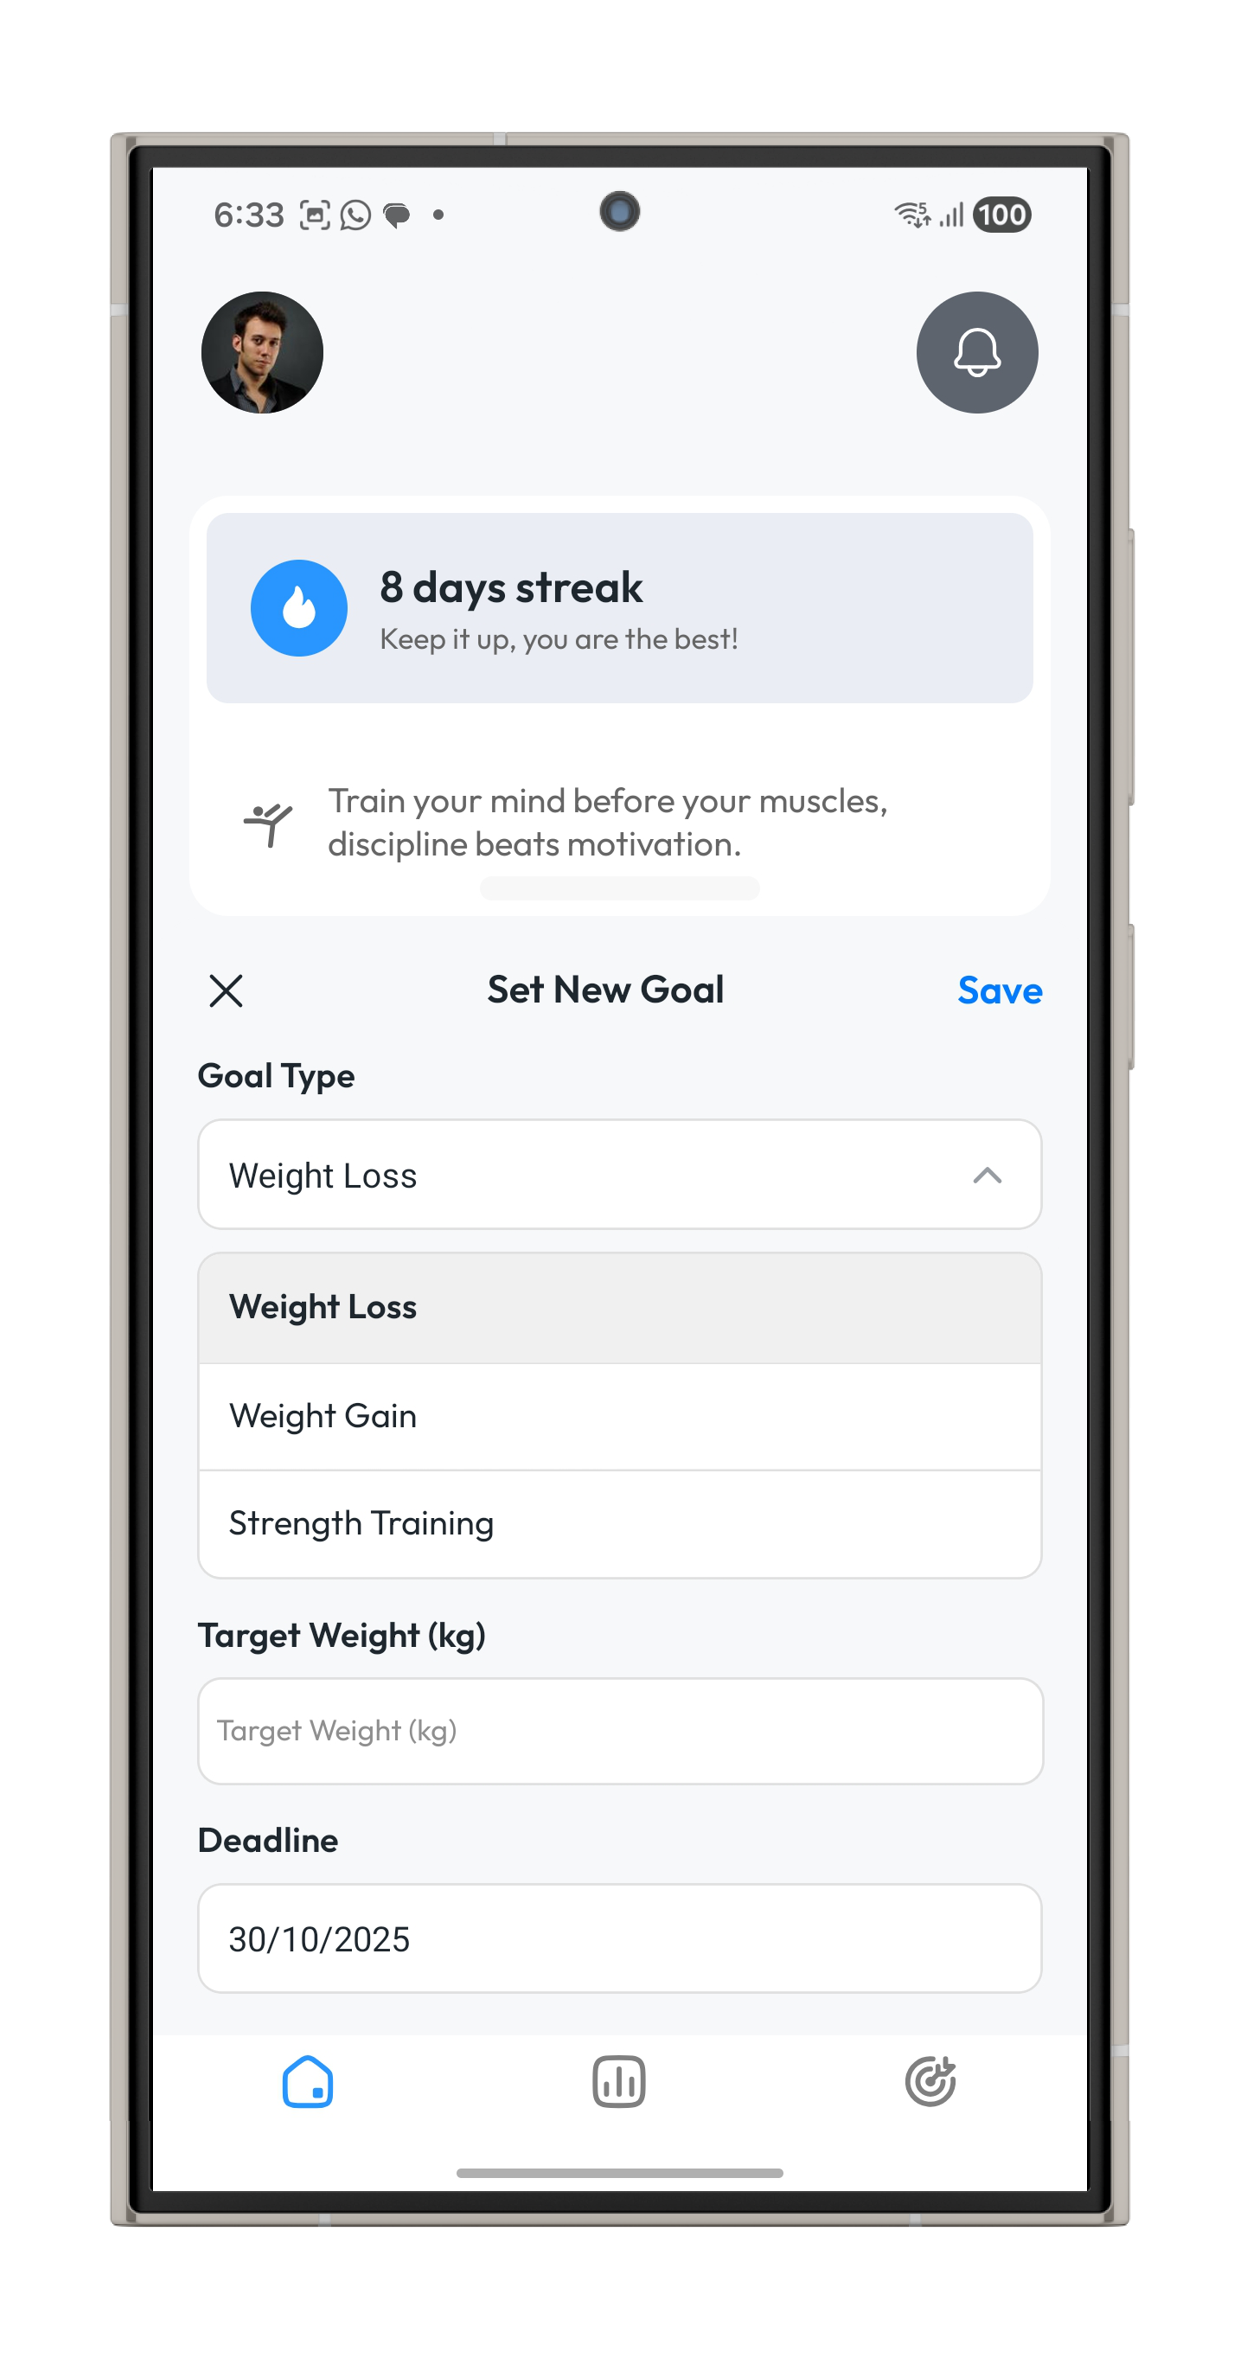 6:33
5
100
8 days streak
Keep it up, you are the best!
Train your mind before your muscles,
discipline beats motivation.
Set New Goal
Save
Goal Type
Weight Loss
Weight Loss
Weight Gain
Strength Training
Target Weight (kg)
Target Weight (kg)
Deadline
30/10/2025